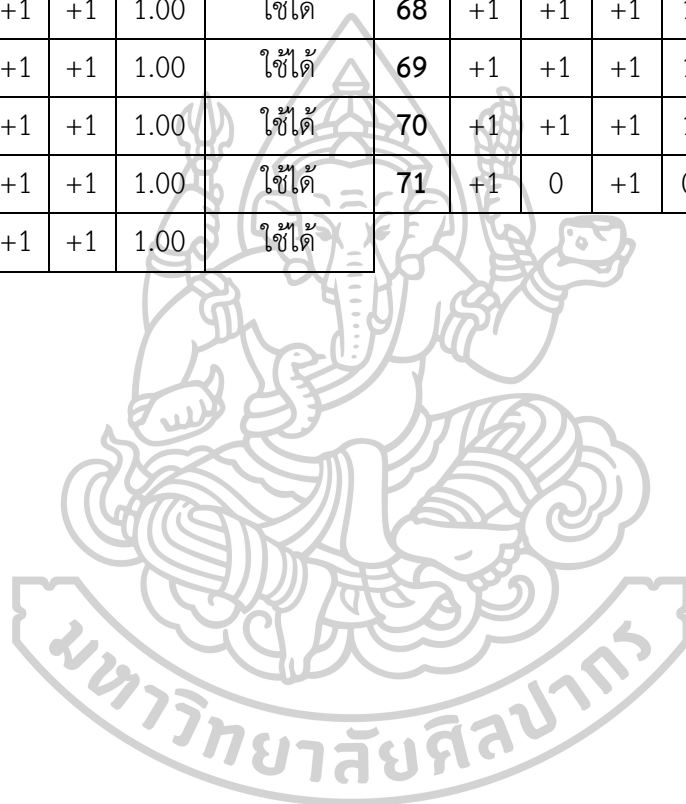 +1 +1 1.00 ใช้ได้ 68 +1 +1 +1
+1 +1 1.00 ใช้ได้ 69 +1 +1 +1
+1 +1 1.00 ใช้ได้ 70 +1 +1 +1
+1 +1 1.00 ใช้ได้ 71 +1 0 +1
+1 +1 1.00 ใช้ได้
มหาวิทยาลัยศิลปากร